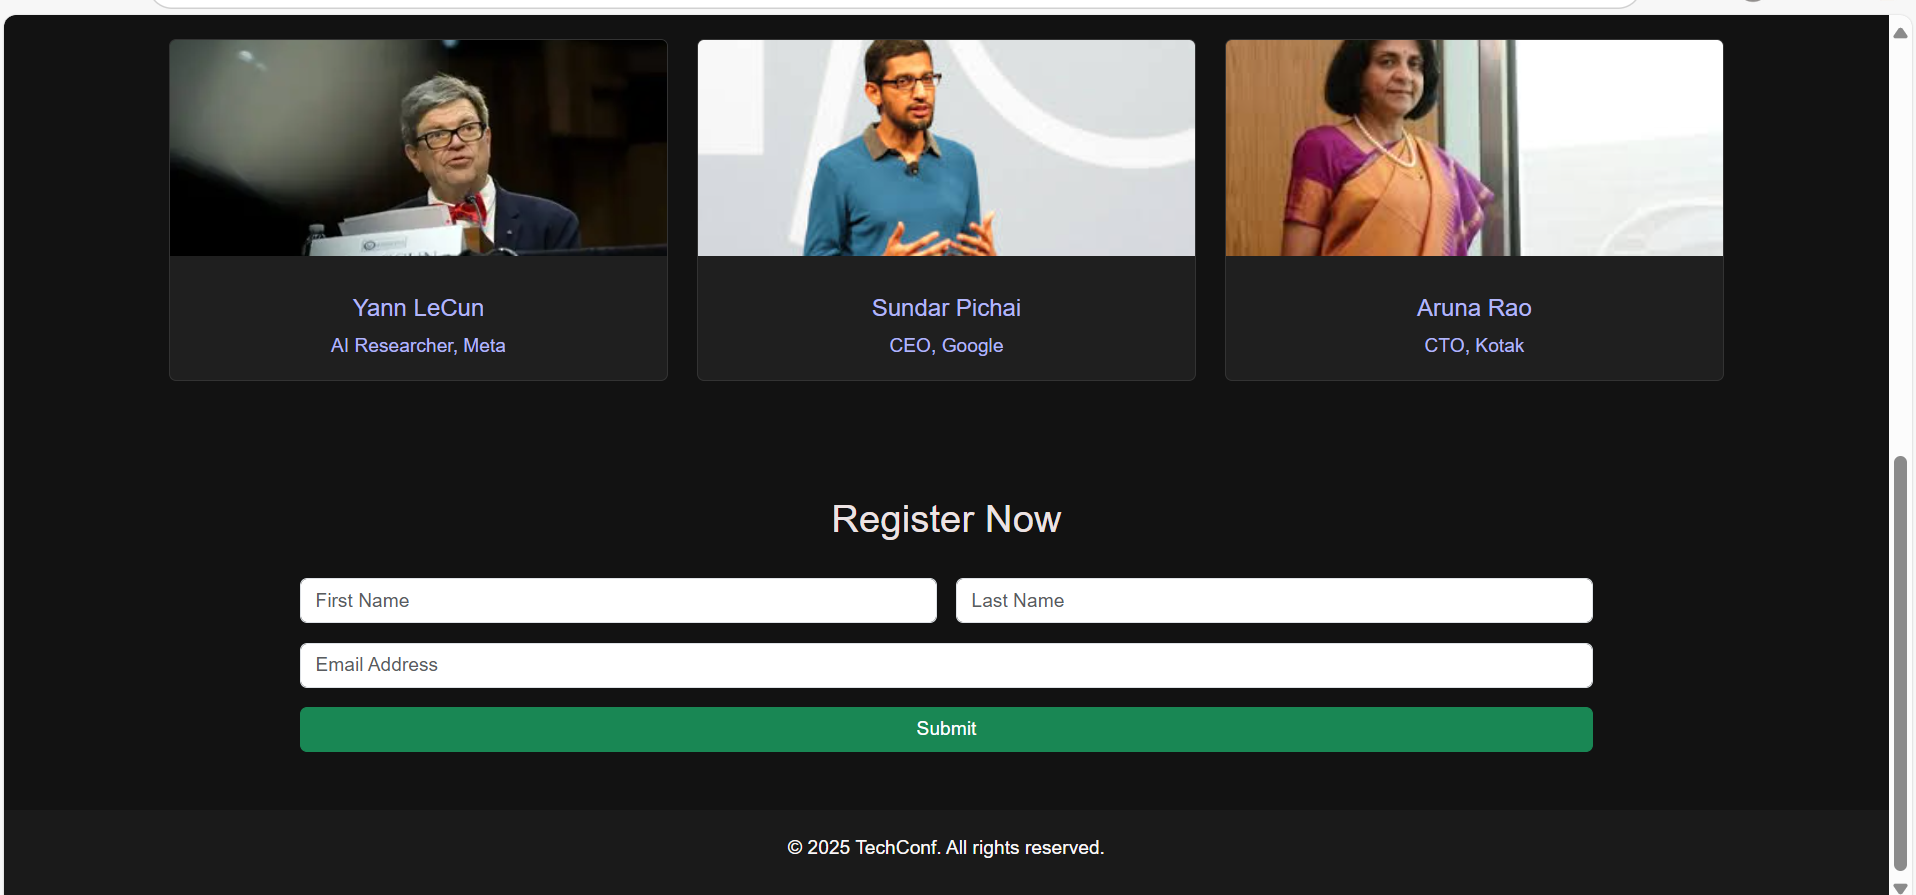 Yann LeCun
AI Researcher, Meta
Sundar Pichai
CEO, Google
Aruna Rao
CTO, Kotak
Register Now
First Name
Last Name
Email Address
Submit
© 2025 TechConf. All rights reserved.